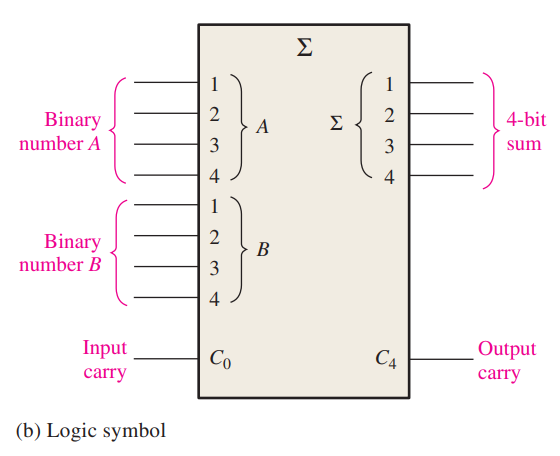 Σ
Binary
number A
1
2
3
4
A
Binary
number B
1
2
3
4
B
Input
carry
C0
Σ
1
2
3
4
4-bit
sum
C4
Output
carry
(b) Logic symbol